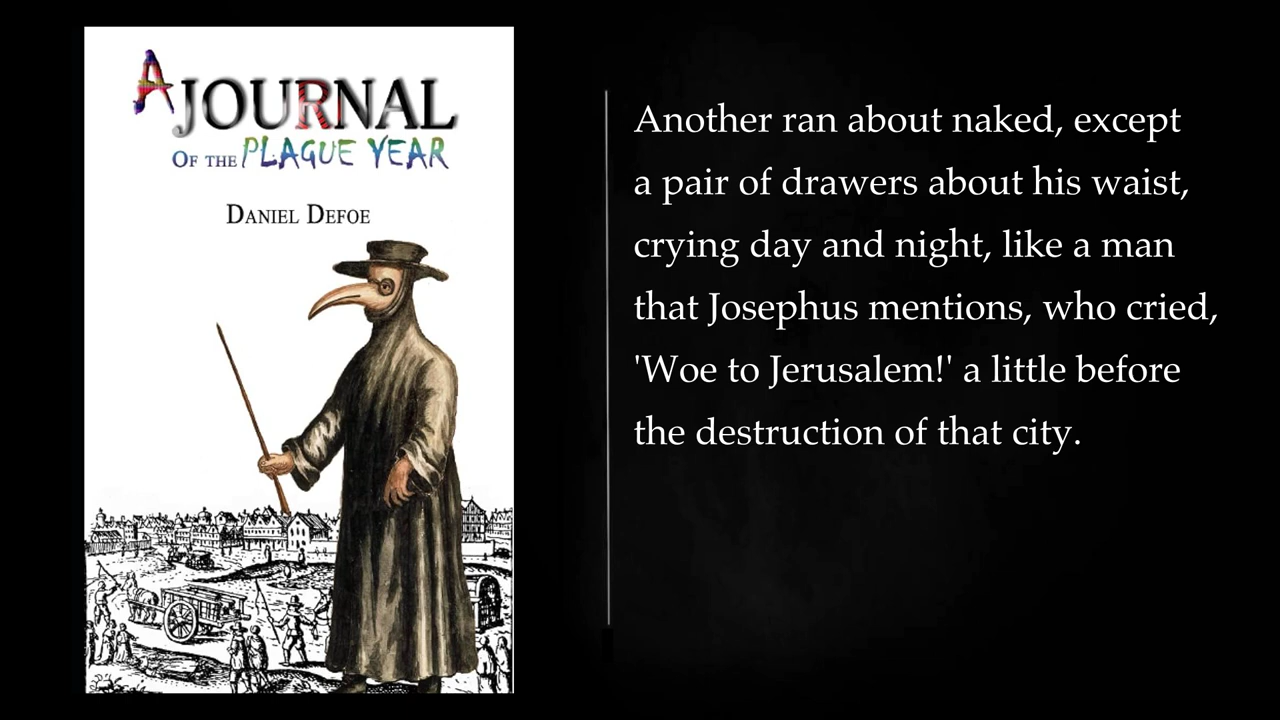 A JOURNAL
OF THE PLAGUE YEAR
DANIEL DEFOE
Another ran about naked, except
a pair of drawers about his waist,
crying day and night, like a man
that Josephus mentions, who cried,
'Woe to Jerusalem!' a little before
the destruction of that city.